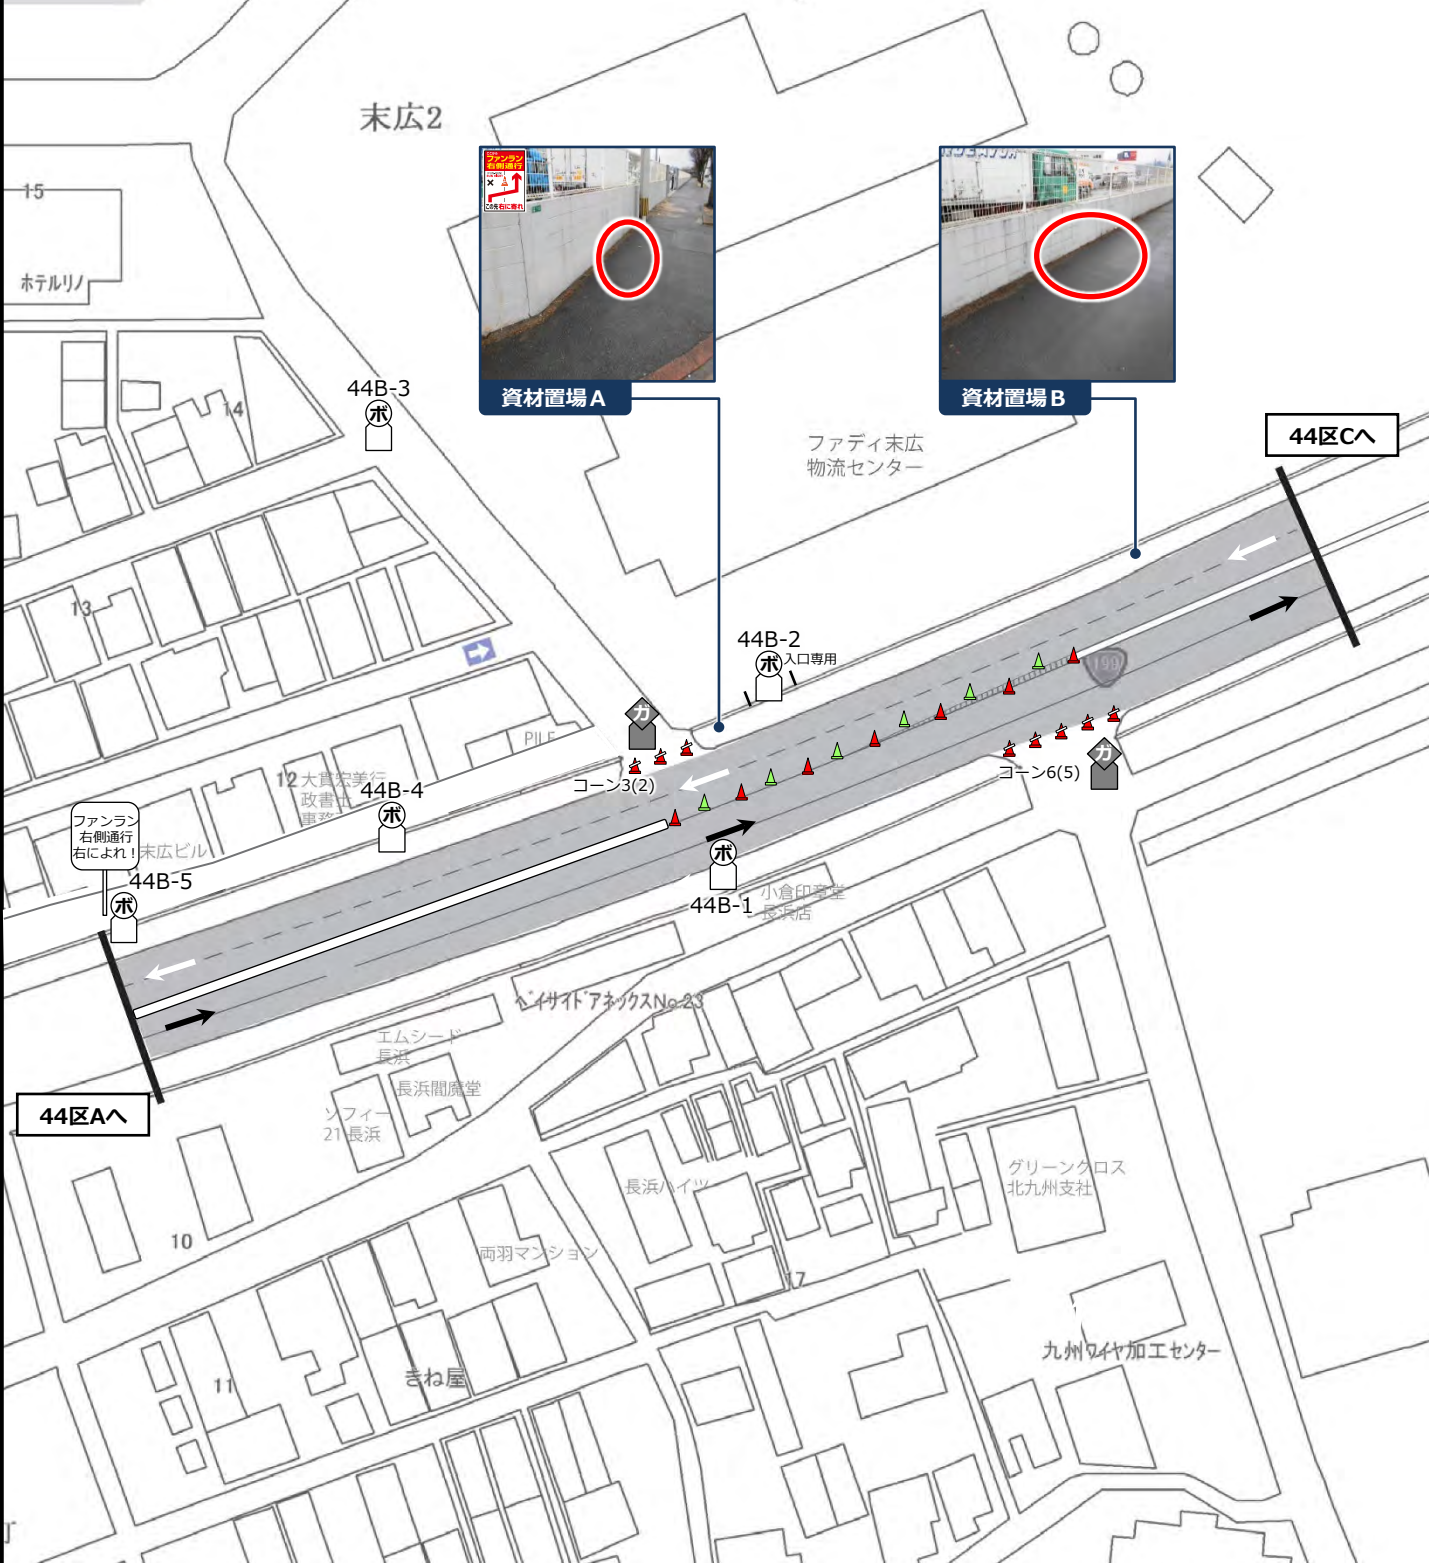 末広2
15
ホテルリノ
ファンラン
右側通行
この先右に寄れ
資材置場A
資材置場B
44B-3
ボ
14
ファディ末広
物流センター
44区Cへ
13
44B-2
ボ
入口専用
199
ガ
PILE
コーン3(2)
ガ
コーン6(5)
12
大貫宏美行
政書士
事務
44B-4
ボ
ファンラン
右側通行
右によれ！
末広ビル
44B-5
ボ
ボ
44B-1
小倉印章堂
長浜店
ベイサイドアネックスNo.23
エムシード
長浜
長浜閻魔堂
ソフィー
21長浜
44区Aへ
長浜ハイツ
グリーンクロス
北九州支社
10
両羽マンション
17
九州ワイヤ加工センター
11
きね屋